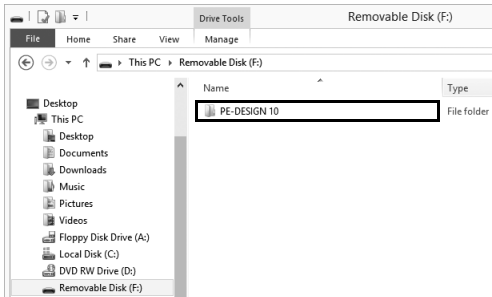 Drive Tools
Removable Disk (F:)
File Home Share View Manage
This PC Removable Disk (F:)
Name Type
PE-DESIGN 10 File folder
Desktop
This PC
Desktop
Documents
Downloads
Music
Pictures
Videos
Floppy Disk Drive (A:)
Local Disk (C:)
DVD RW Drive (D:)
Removable Disk (F:)